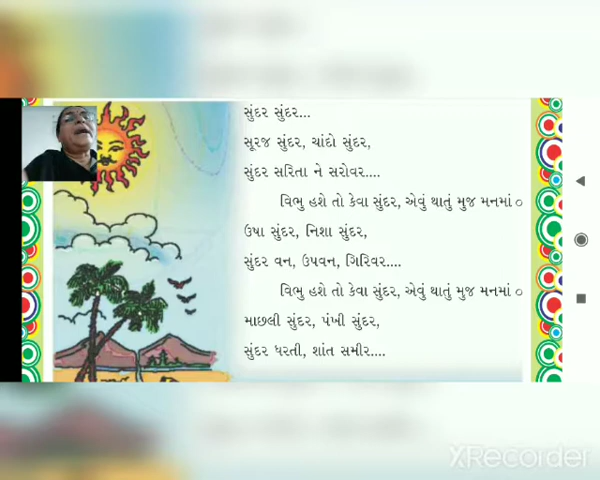 સુંદર સુંદર...
સૂરજ સુંદર, ચાંદો સુંદર,
સુંદર સરિતા ને સરોવર....
વિભુ હશે તો કેવા સુંદર, એવું થાતું મુજ મનમાં ૦
ઉષા સુંદર, નિશા સુંદર,
સુંદર વન, ઉપવન, ગિરિવર....
વિભુ હશે તો કેવા સુંદર, એવું થાતું મુજ મનમાં ૦
માછલી સુંદર, પંખી સુંદર,
સુંદર ધરતી, શાંત સમીર....
XRecorder